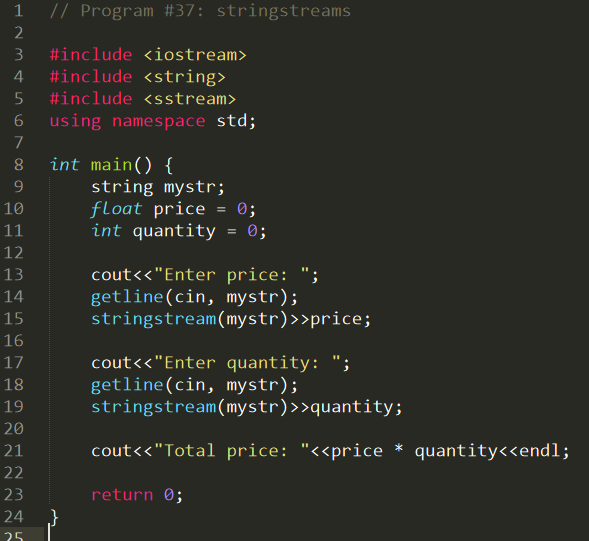 1 // Program #37: stringstreams
2
3 #include <iostream>
4 #include <string>
5 #include <sstream>
6 using namespace std;
7
8 int main() {
9     string mystr;
10     float price = 0;
11     int quantity = 0;
12
13     cout<<"Enter price: ";
14     getline(cin, mystr);
15     stringstream(mystr)>>price;
16
17     cout<<"Enter quantity: ";
18     getline(cin, mystr);
19     stringstream(mystr)>>quantity;
20
21     cout<<"Total price: "<<price * quantity<<endl;
22
23     return 0;
24 }
25